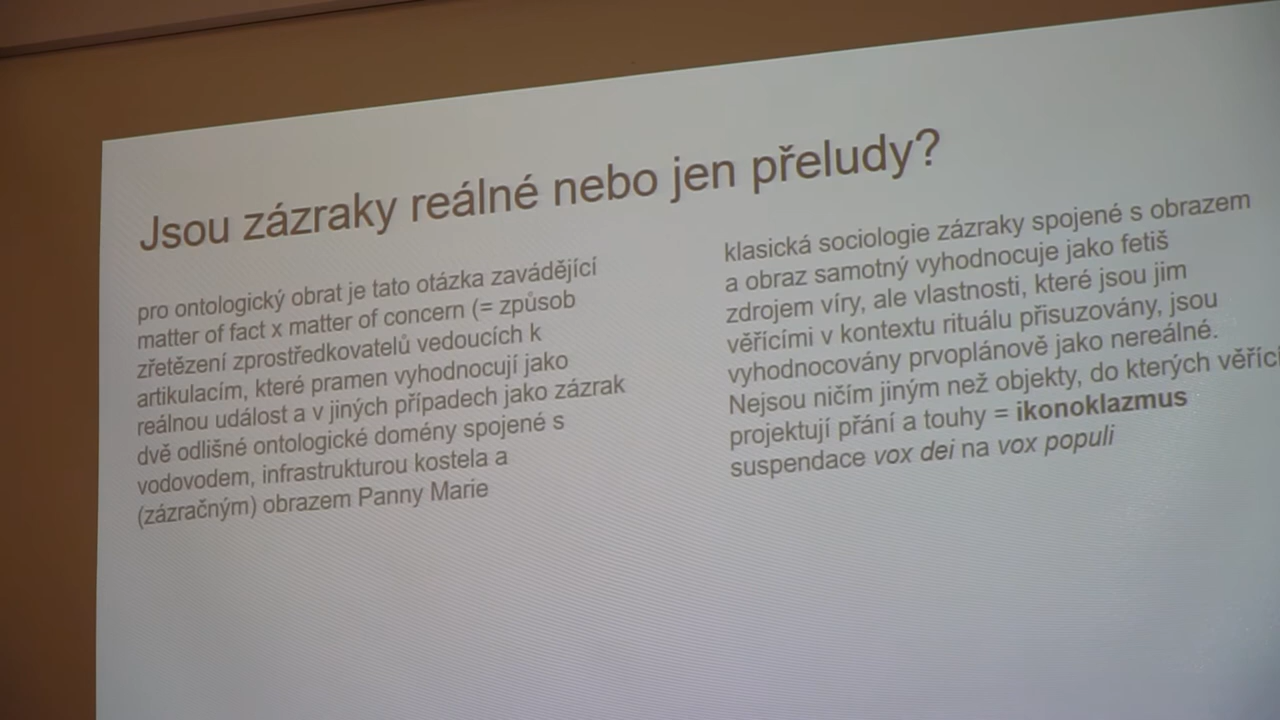 Jsou zázraky reálné nebo jen přeludy?
pro ontologický obrat je tato otázka zavádějící
matter of fact x matter of concern (= způsob
zřetězení zprostředkovatelů vedoucích k
artikulacím, které pramen vyhodnocují jako
reálnou událost a v jiných případech jako zázrak
dvě odlišné ontologické domény spojené s
vodovodem, infrastrukturou kostela a
(zázračným) obrazem Panny Marie
klasická sociologie zázraky spojené s obrazem
a obraz samotný vyhodnocuje jako fetiš
zdrojem víry, ale vlastnosti, které jsou jim
věřícími v kontextu rituálu přisuzovány, jsou
vyhodnocovány prvoplánově jako nereálné.
Nejsou ničím jiným než objekty, do kterých věřící
projektují přání a touhy = ikonoklazmus
suspendace vox dei na vox populi